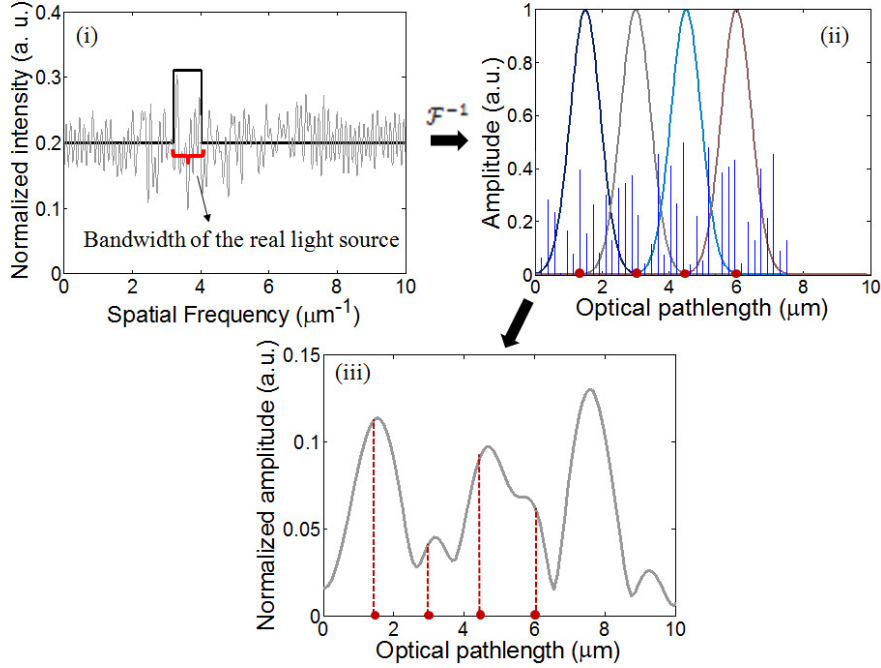 (i)
Normalized intensity (a. u.)
0.4
0.3
0.2
0.1
0
0 2 4 6 8 10
Bandwidth of the real light source
Spatial Frequency (μm⁻¹)
ℱ⁻¹
(ii)
Amplitude (a.u.)
1
0.8
0.6
0.4
0.2
0
0 2 4 6 8 10
Optical pathlength (μm)
(iii)
Normalized amplitude (a.u.)
0.15
0.1
0.05
0
0 2 4 6 8 10
Optical pathlength (μm)